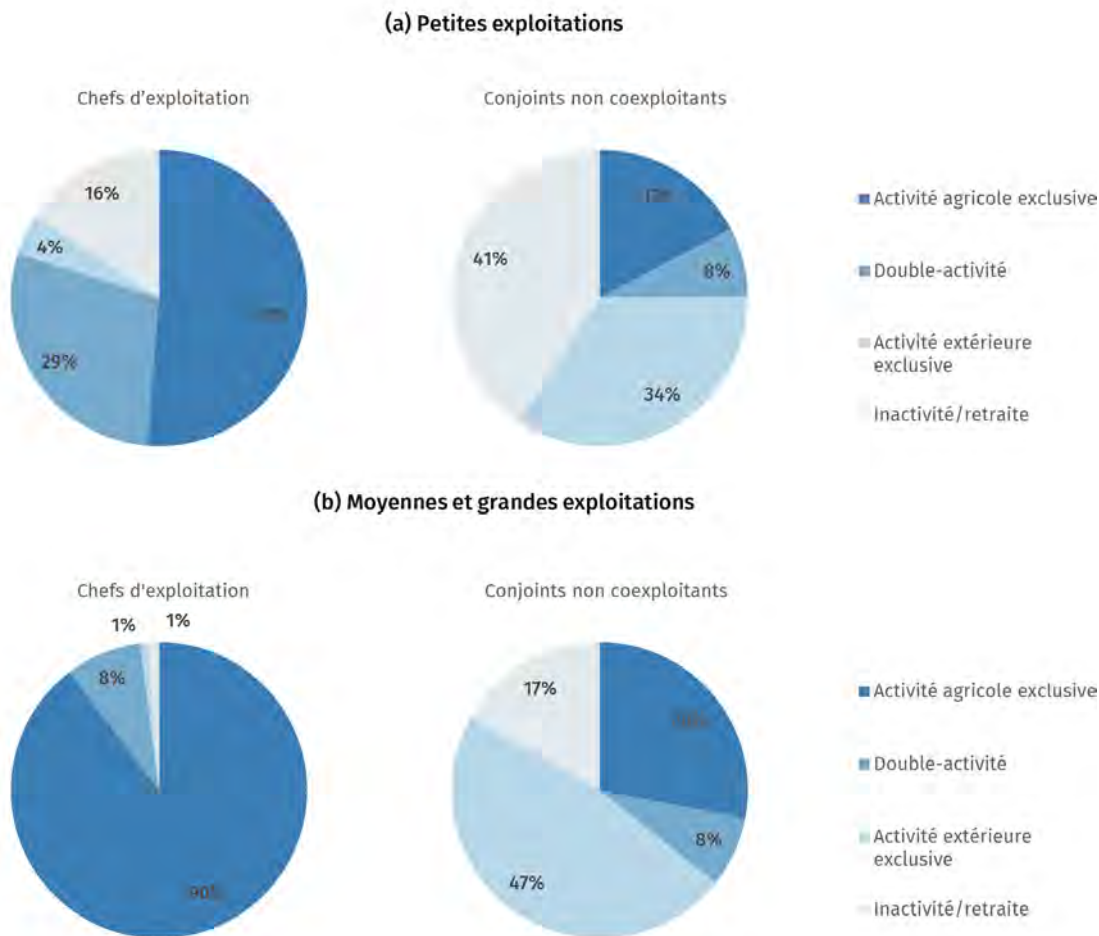 (a) Petites exploitations
Chefs d'exploitation
Conjoints non coexploitants
16%
4%
29%
17%
8%
41%
34%
Activité agricole exclusive
Double-activité
Activité extérieure
exclusive
Inactivité/retraite
(b) Moyennes et grandes exploitations
Chefs d'exploitation
Conjoints non coexploitants
1%
1%
8%
90%
17%
8%
47%
Activité agricole exclusive
Double-activité
Activité extérieure
exclusive
Inactivité/retraite